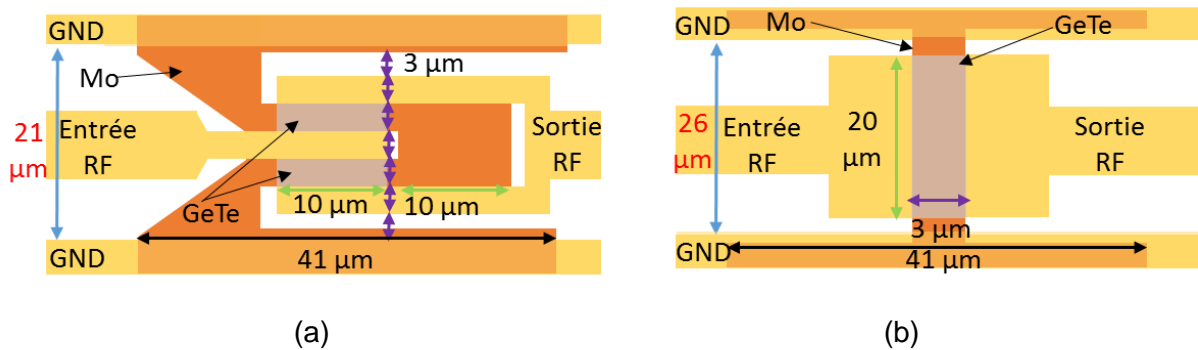 GND
Mo
3 µm
21
µm
Entrée
RF
Sortie
RF
10 µm
10 µm
GeTe
GND
41 µm
(a)
GND
Mo
GeTe
26
µm
Entrée
RF
20
µm
Sortie
RF
3 µm
GND
41 µm
(b)